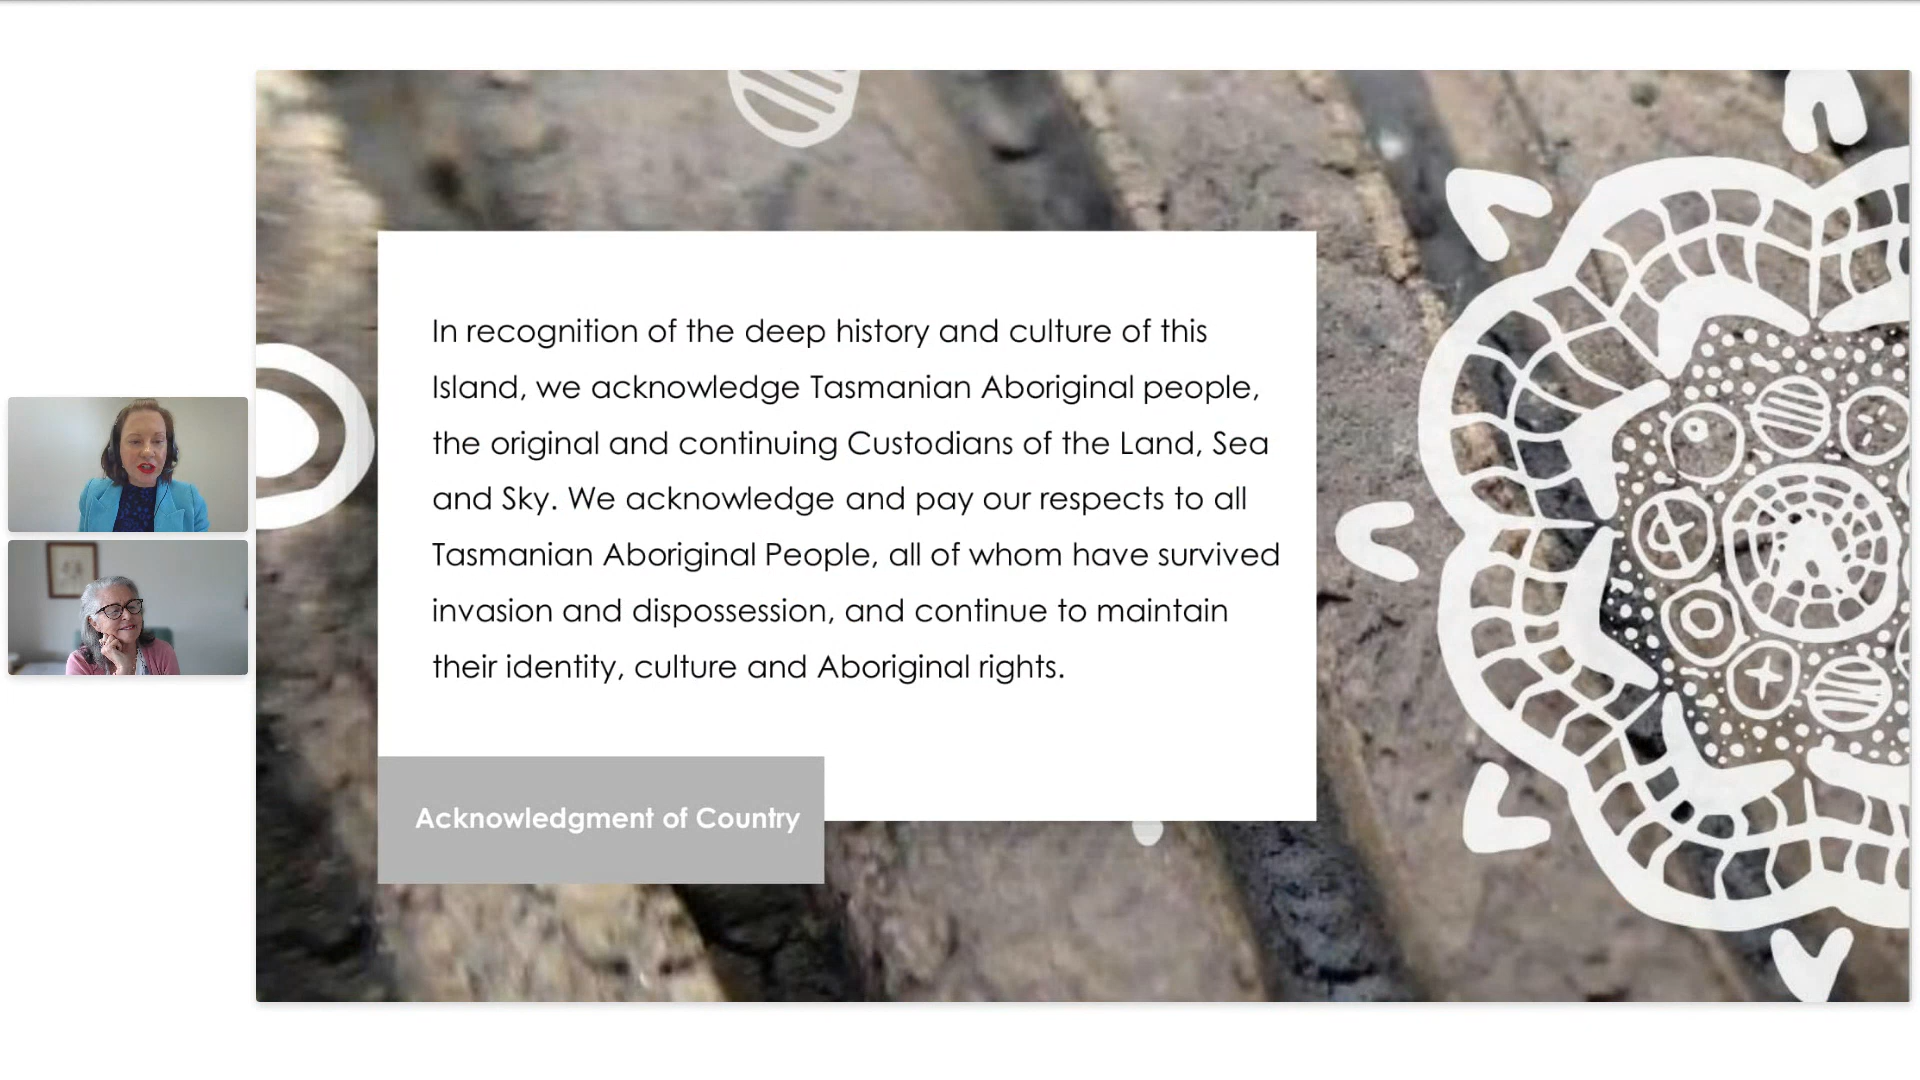 In recognition of the deep history and culture of this
Island, we acknowledge Tasmanian Aboriginal people,
the original and continuing Custodians of the Land, Sea
and Sky. We acknowledge and pay our respects to all
Tasmanian Aboriginal People, all of whom have survived
invasion and dispossession, and continue to maintain
their identity, culture and Aboriginal rights.
Acknowledgment of Country